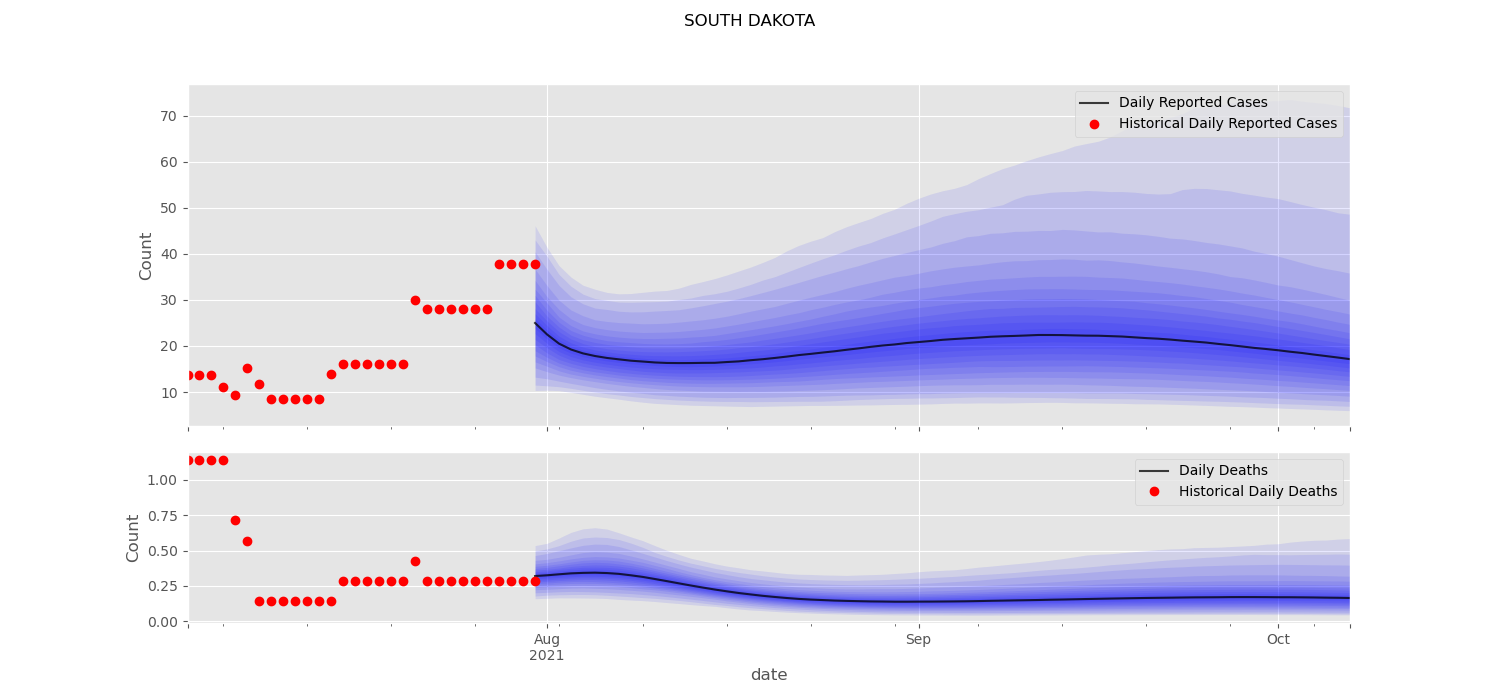 SOUTH DAKOTA
Daily Reported Cases
Historical Daily Reported Cases
70
60
50
40
30
20
10
Count
Daily Deaths
Historical Daily Deaths
1.00
0.75
0.50
0.25
0.00
Count
Aug
2021
Sep
Oct
date